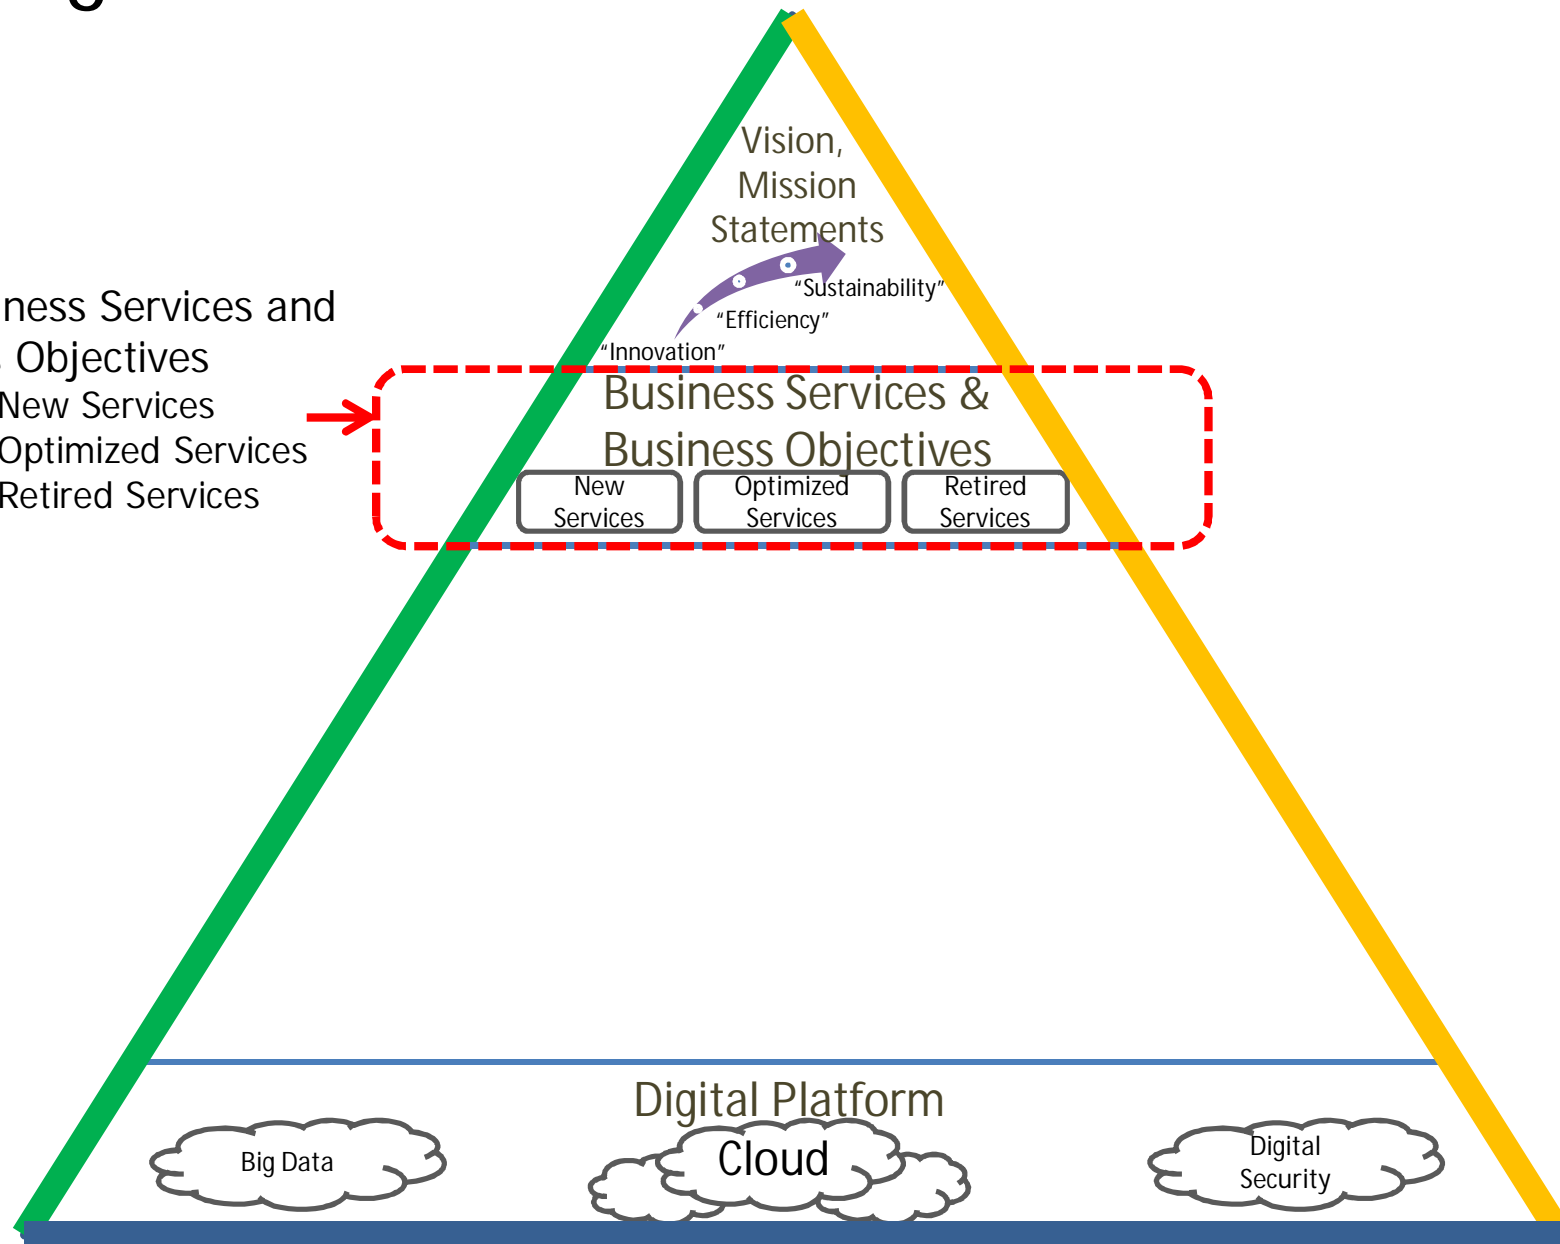 g
Vision,
Mission
Statements
"Sustainability"
"Efficiency"
"Innovation"
ness Services and
Objectives
New Services
Optimized Services
Retired Services
Business Services &
Business Objectives
New
Services
Optimized
Services
Retired
Services
Digital Platform
Big Data
Cloud
Digital
Security